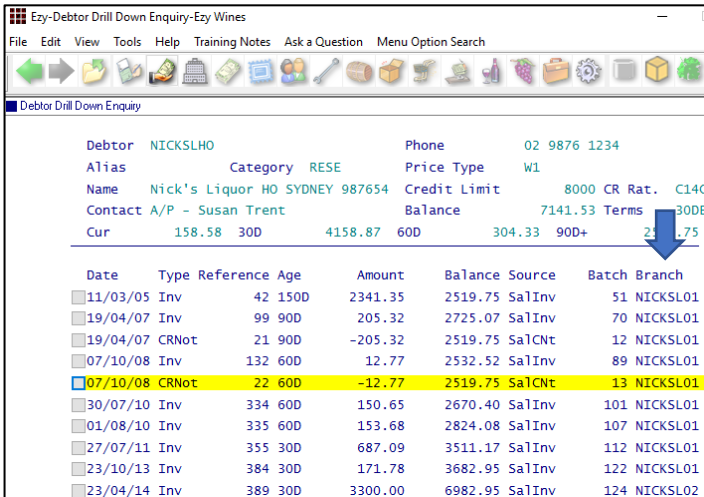 Ezy-Debtor Drill Down Enquiry-Ezy Wines
File Edit View Tools Help Training Notes Ask a Question Menu Option Search
Debtor Drill Down Enquiry
Debtor NICKSLHO Phone 02 9876 1234
Alias Category RESE Price Type W1
Name Nick's Liquor HO SYDNEY 987654 Credit Limit 8000 CR Rat. C14C
Contact A/P - Susan Trent Balance 7141.53 Terms 30DE
Cur 158.58 30D 4158.87 60D 304.33 90D+
Date Type Reference Age Amount Balance Source Batch Branch
11/03/05 Inv 42 150D 2341.35 2519.75 SalInv 51 NICKSL01
19/04/07 Inv 99 90D 205.32 2725.07 SalInv 70 NICKSL01
19/04/07 CRNot 21 90D -205.32 2519.75 SalCNt 12 NICKSL01
07/10/08 Inv 132 60D 12.77 2532.52 SalInv 89 NICKSL01
07/10/08 CRNot 22 60D -12.77 2519.75 SalCNt 13 NICKSL01
30/07/10 Inv 334 60D 150.65 2670.40 SalInv 101 NICKSL01
01/08/10 Inv 335 60D 153.68 2824.08 SalInv 107 NICKSL01
27/07/11 Inv 355 30D 687.09 3511.17 SalInv 112 NICKSL01
23/10/13 Inv 384 30D 171.78 3682.95 SalInv 122 NICKSL01
23/04/14 Inv 389 30D 3300.00 6982.95 SalInv 124 NICKSL02